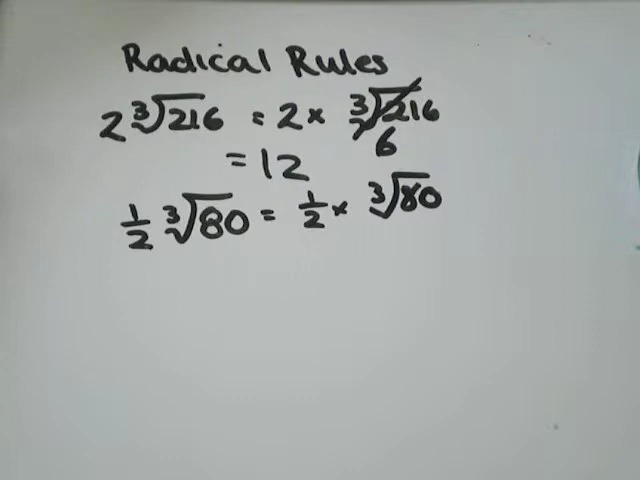 Radical Rules
2∛216 = 2 × ∛216
6
= 12
½ ∛80 = ½ × ∛80